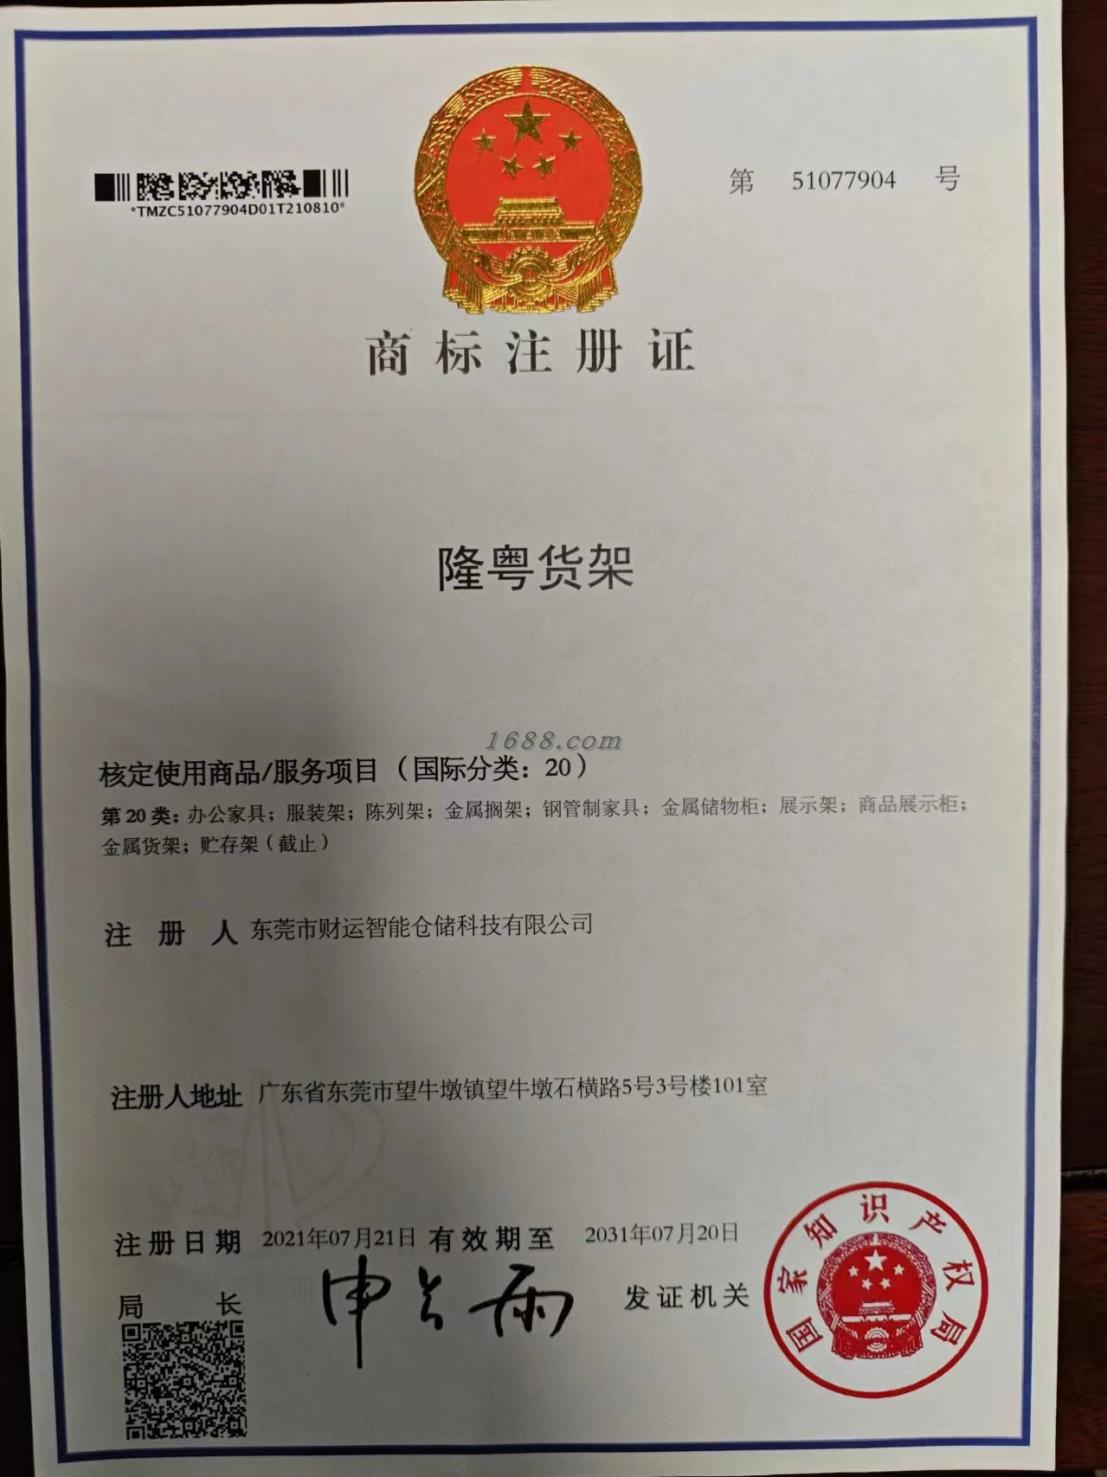 第 51077904 号
*TMZC51077904D01T210810*
商标注册证
隆粤货架
1688.com
核定使用商品/服务项目（国际分类：20）
第20类：办公家具；服装架；陈列架；金属搁架；钢管制家具；金属储物柜；展示架；商品展示柜；
金属货架；贮存架（截止）
注册人 东莞市财运智能仓储科技有限公司
注册人地址 广东省东莞市望牛墩镇望牛墩石横路5号3号楼101室
注册日期 2021年07月21日 有效期至 2031年07月20日
局长 申长雨 发证机关
国家知识产权局